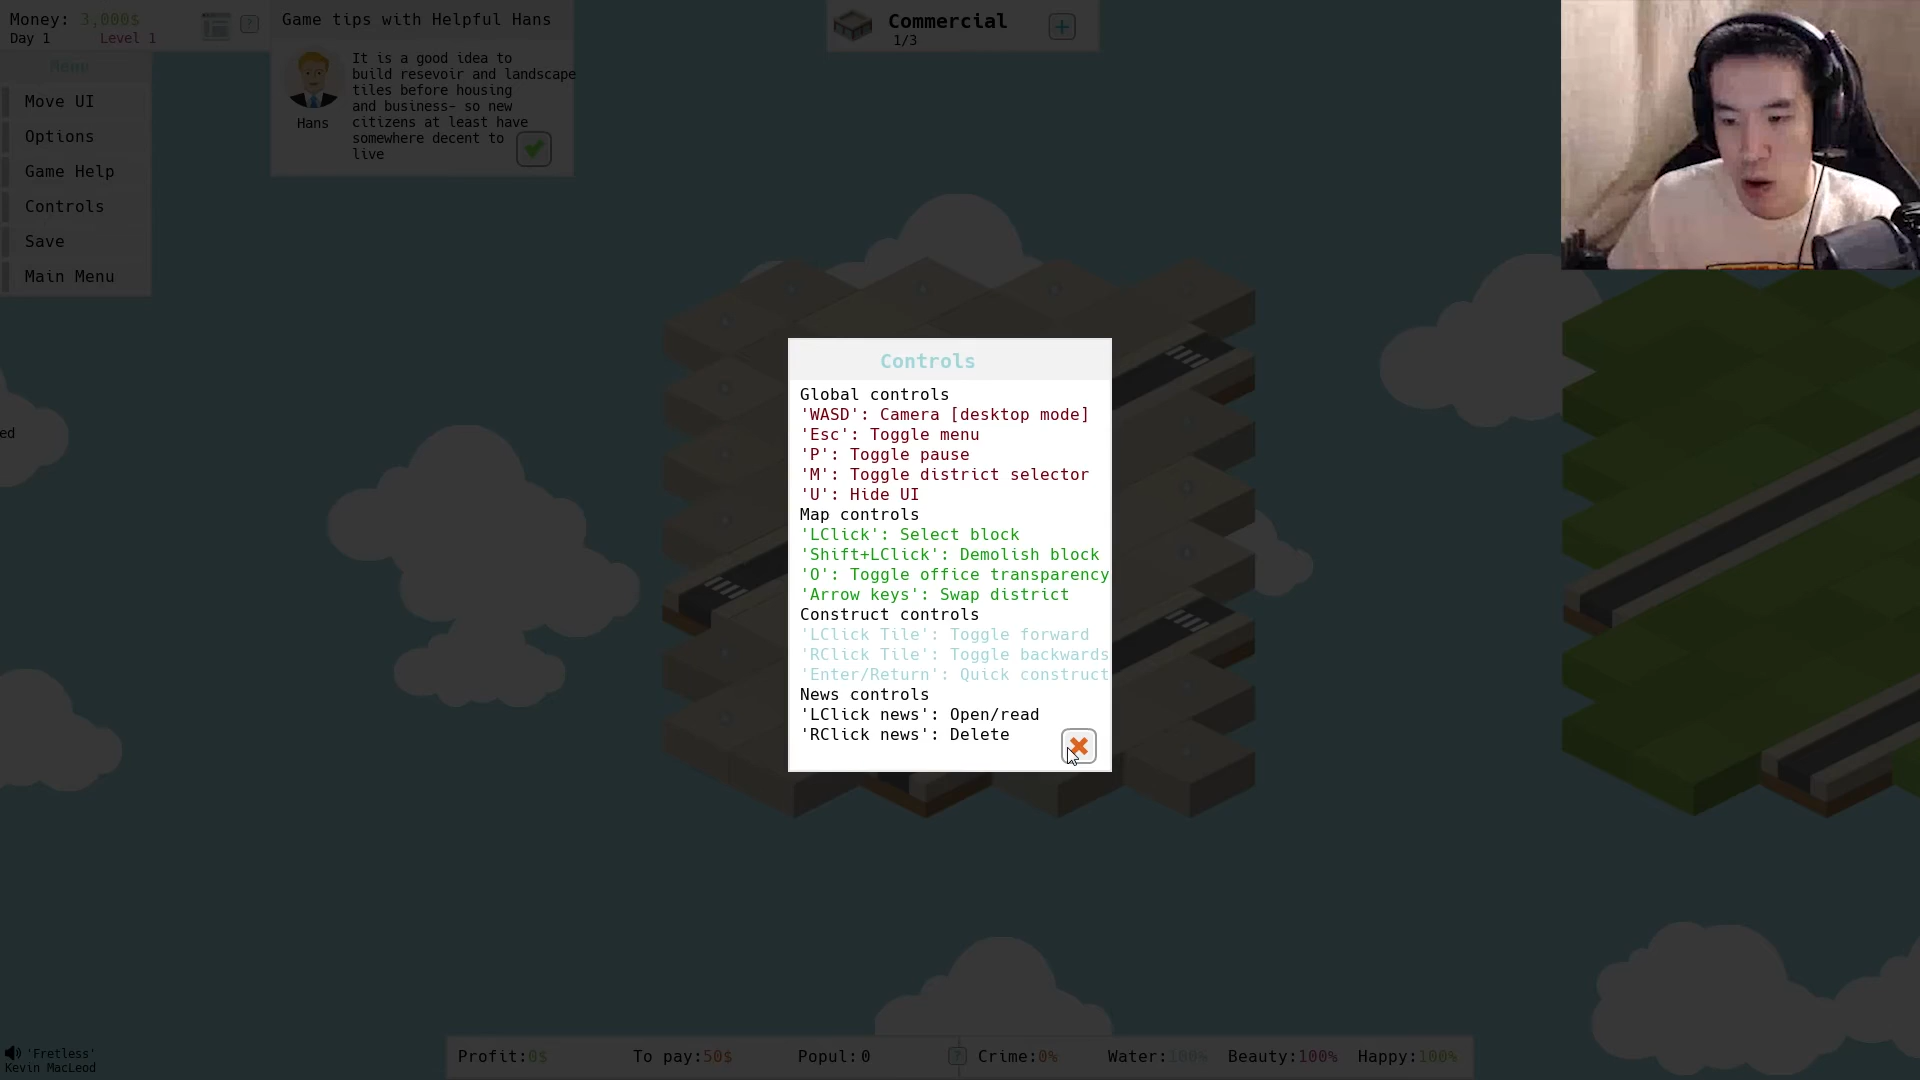 Money: 3,000$
Day 1 Level 1
?
Menu
Move UI
Options
Game Help
Controls
Save
Main Menu
Game tips with Helpful Hans
It is a good idea to
build resevoir and landscape
tiles before housing
and business- so new
citizens at least have
somewhere decent to
live
Hans
Commercial
1/3
ed
Controls
Global controls
'WASD': Camera [desktop mode]
'Esc': Toggle menu
'P': Toggle pause
'M': Toggle district selector
'U': Hide UI
Map controls
'LClick': Select block
'Shift+LClick': Demolish block
'O': Toggle office transparency
'Arrow keys': Swap district
Construct controls
'LClick Tile': Toggle forward
'RClick Tile': Toggle backwards
'Enter/Return': Quick construct
News controls
'LClick news': Open/read
'RClick news': Delete
'Fretless'
Kevin MacLeod
Profit:0$ To pay:50$ Popul:0 ? Crime:0% Water:100% Beauty:100% Happy:100%